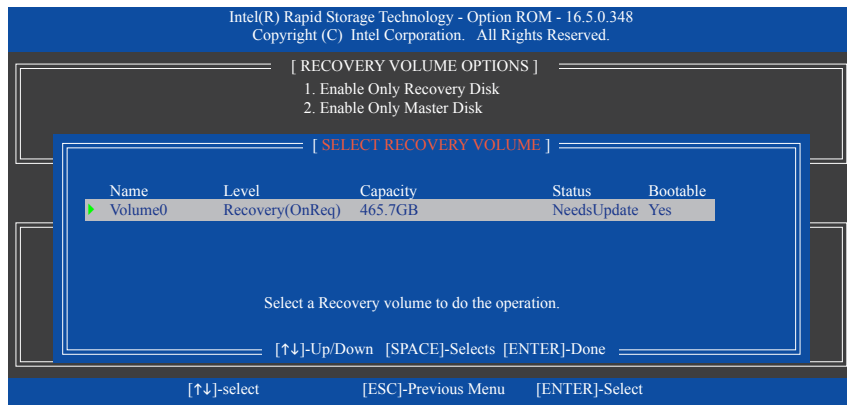 Intel(R) Rapid Storage Technology - Option ROM - 16.5.0.348
Copyright (C) Intel Corporation. All Rights Reserved.
[ RECOVERY VOLUME OPTIONS ]
1. Enable Only Recovery Disk
2. Enable Only Master Disk
[ SELECT RECOVERY VOLUME ]
Name Level Capacity Status Bootable
Volume0 Recovery(OnReq) 465.7GB NeedsUpdate Yes
Select a Recovery volume to do the operation.
[↑↓]-Up/Down [SPACE]-Selects [ENTER]-Done
[↑↓]-select [ESC]-Previous Menu [ENTER]-Select